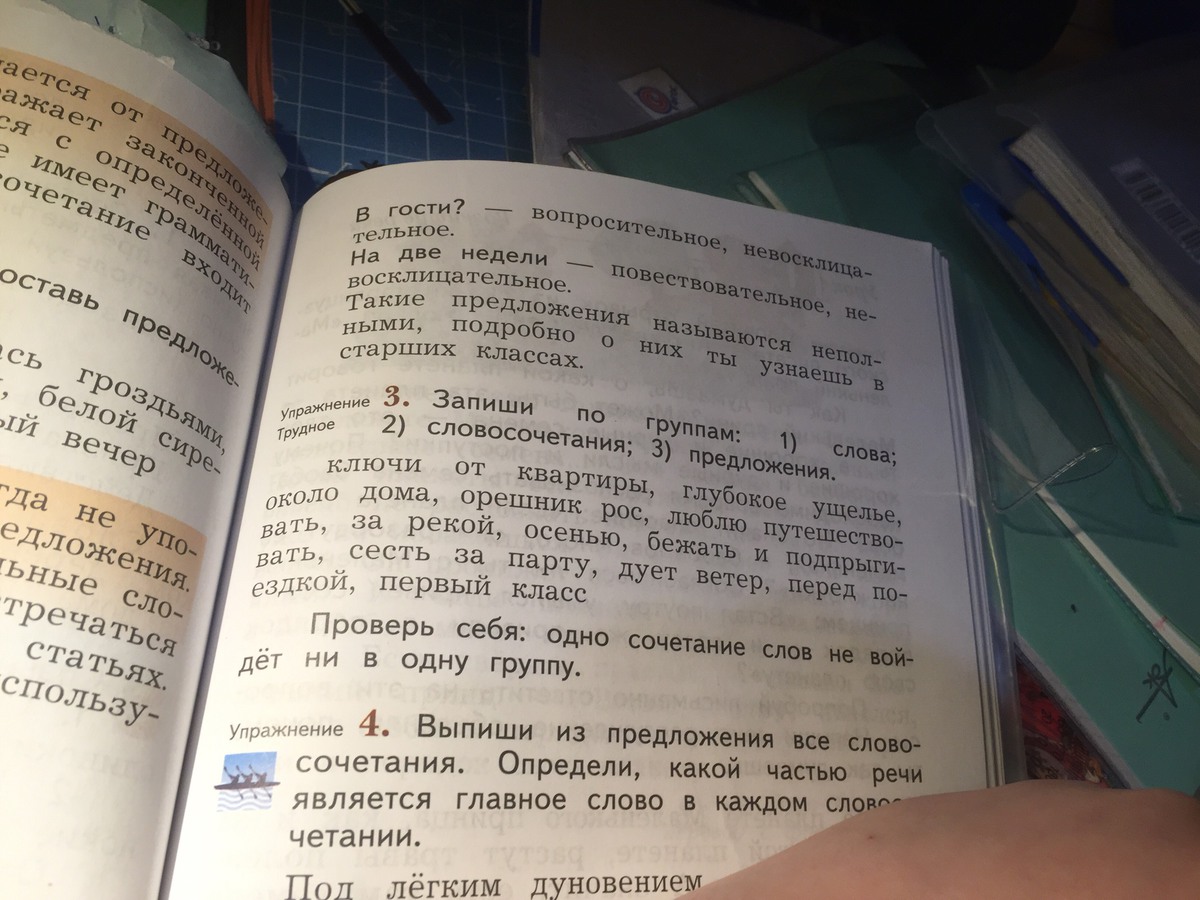 ается от предложе-
ражает законченной
ся с определённой
е имеет граммати-
сочетание входит
оставь предложе-
ась гроздьями,
, белой сире-
ый вечер
гда не упо-
едложения.
льные сло-
стречаться
статьях.
использу-
В гости? — вопросительное, невосклица-
тельное.
На две недели — повествовательное, не-
восклицательное.
Такие предложения называются непол-
ными, подробно о них ты узнаешь в
старших классах.
Упражнение 3. Запиши по группам: 1) слова;
Трудное 2) словосочетания; 3) предложения.
ключи от квартиры, глубокое ущелье,
около дома, орешник рос, люблю путешество-
вать, за рекой, осенью, бежать и подпрыги-
вать, сесть за парту, дует ветер, перед по-
ездкой, первый класс
Проверь себя: одно сочетание слов не вой-
дёт ни в одну группу.
Упражнение 4. Выпиши из предложения все слово-
сочетания. Определи, какой частью речи
является главное слово в каждом словосо-
четании.
Под лёгким дуновением